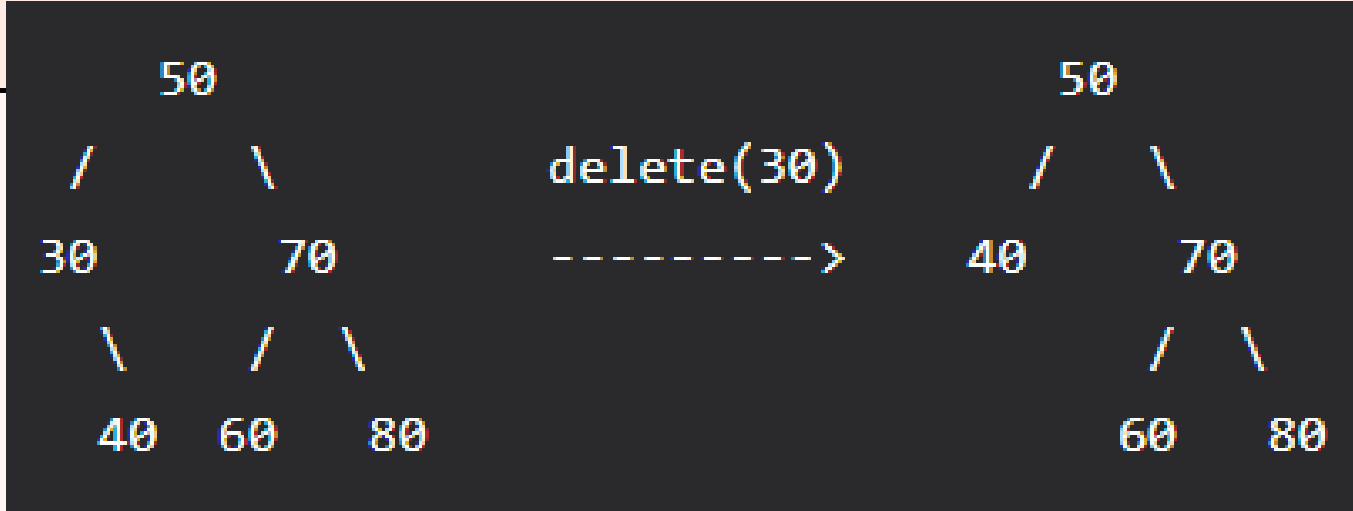 50 50
/ \ delete(30) / \
30 70 ---------> 40 70
\ / \ / \
40 60 80 60 80